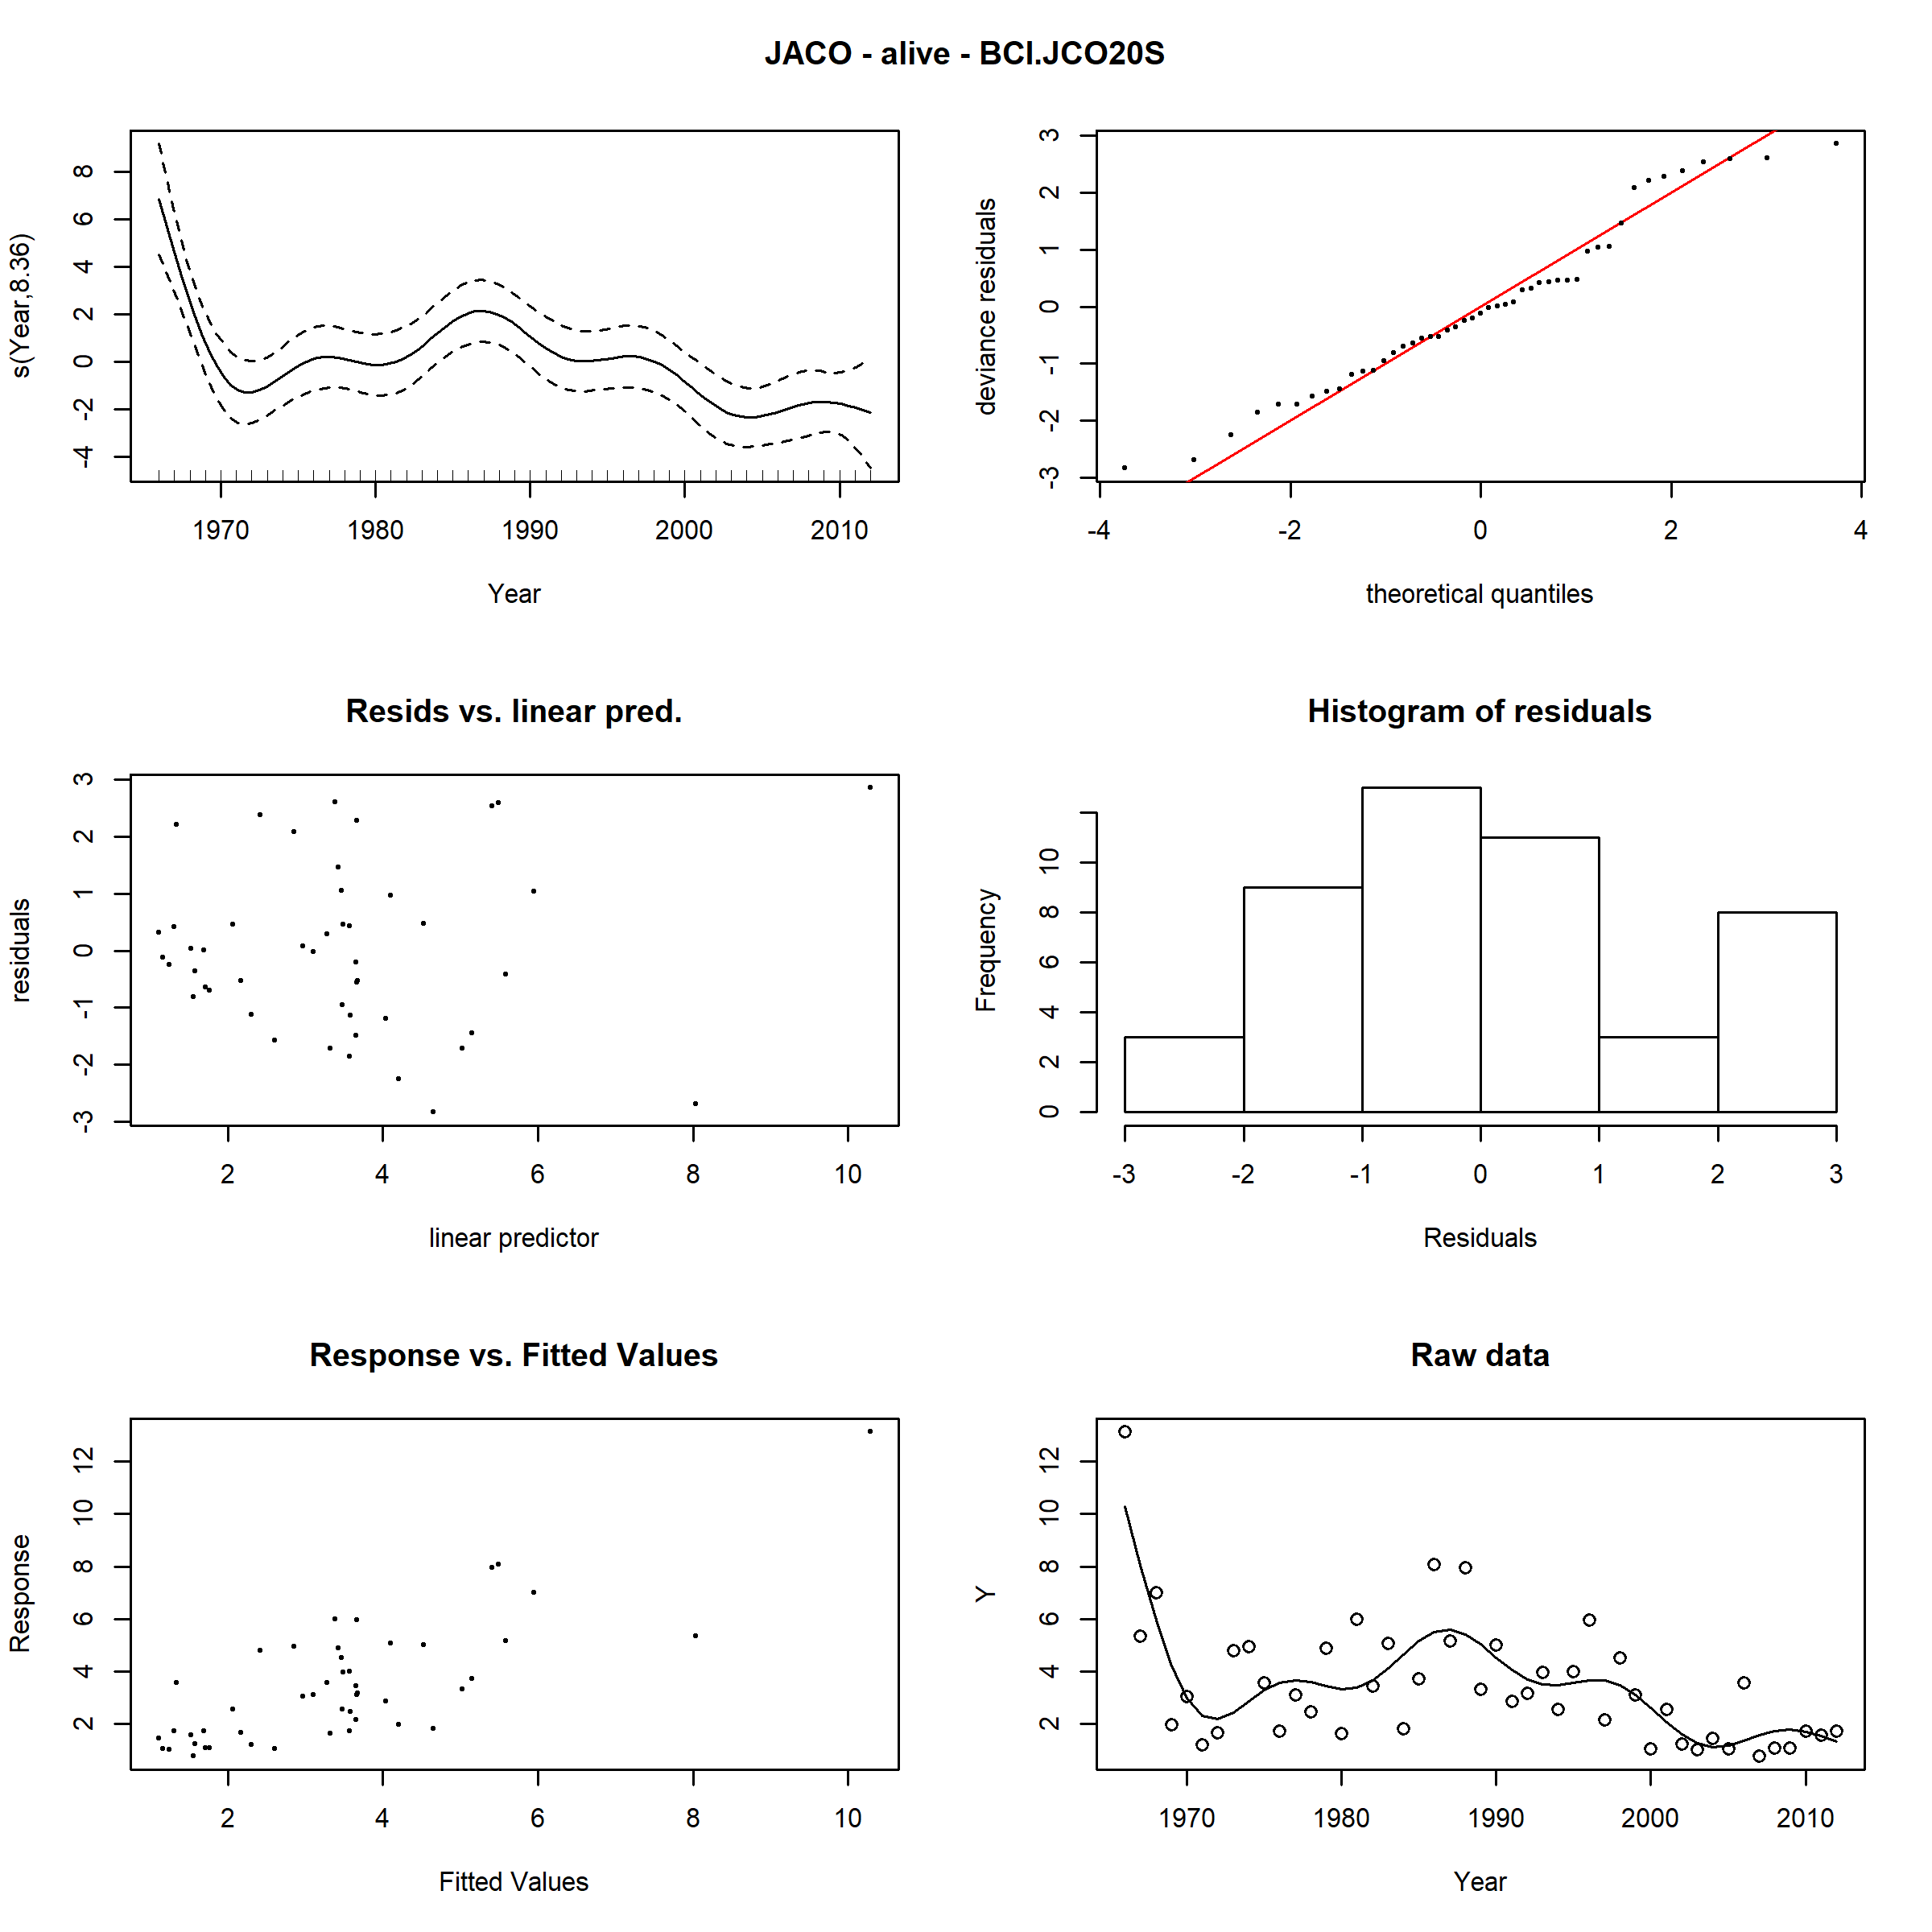 JACO - alive - BCI.JCO20S
s(Year,8.36)
8
6
4
2
0
-2
-4
1970 1980 1990 2000 2010
Year
deviance residuals
3
2
1
0
-1
-2
-3
-4 -2 0 2 4
theoretical quantiles
Resids vs. linear pred.
residuals
3
2
1
0
-1
-2
-3
2 4 6 8 10
linear predictor
Histogram of residuals
Frequency
10
8
6
4
2
0
-3 -2 -1 0 1 2 3
Residuals
Response vs. Fitted Values
Response
12
10
8
6
4
2
2 4 6 8 10
Fitted Values
Raw data
Y
12
10
8
6
4
2
1970 1980 1990 2000 2010
Year